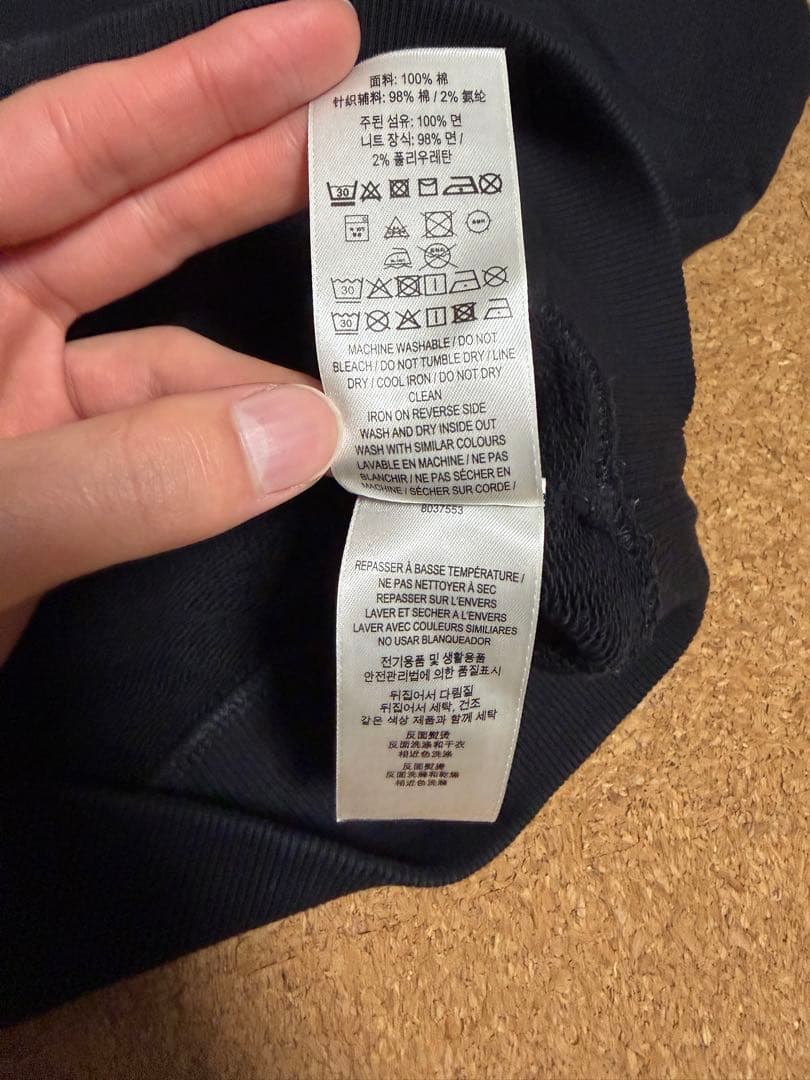 面料: 100% 棉
针织辅料: 98% 棉 / 2% 氨纶
주된 섬유: 100% 면
니트 장식: 98% 면 /
2% 폴리우레탄
30
30
30
MACHINE WASHABLE / DO NOT
BLEACH / DO NOT TUMBLE DRY / LINE
DRY / COOL IRON / DO NOT DRY
CLEAN
IRON ON REVERSE SIDE
WASH AND DRY INSIDE OUT
WASH WITH SIMILAR COLOURS
LAVABLE EN MACHINE / NE PAS
BLANCHIR / NE PAS SÉCHER EN
MACHINE / SÉCHER SUR CORDE /
8037553
REPASSER À BASSE TEMPÉRATURE /
NE PAS NETTOYER À SEC
REPASSER SUR L'ENVERS
LAVER ET SECHER A L'ENVERS
LAVER AVEC COULEURS SIMILIARES
NO USAR BLANQUEADOR
전기용품 및 생활용품
안전관리법에 의한 품질표시
뒤집어서 다림질
뒤집어서 세탁, 건조
같은 색상 제품과 함께 세탁
反面熨烫
反面洗涤和干衣
相近色洗涤
反面熨燙
反面洗滌和乾燥
相近色洗滌